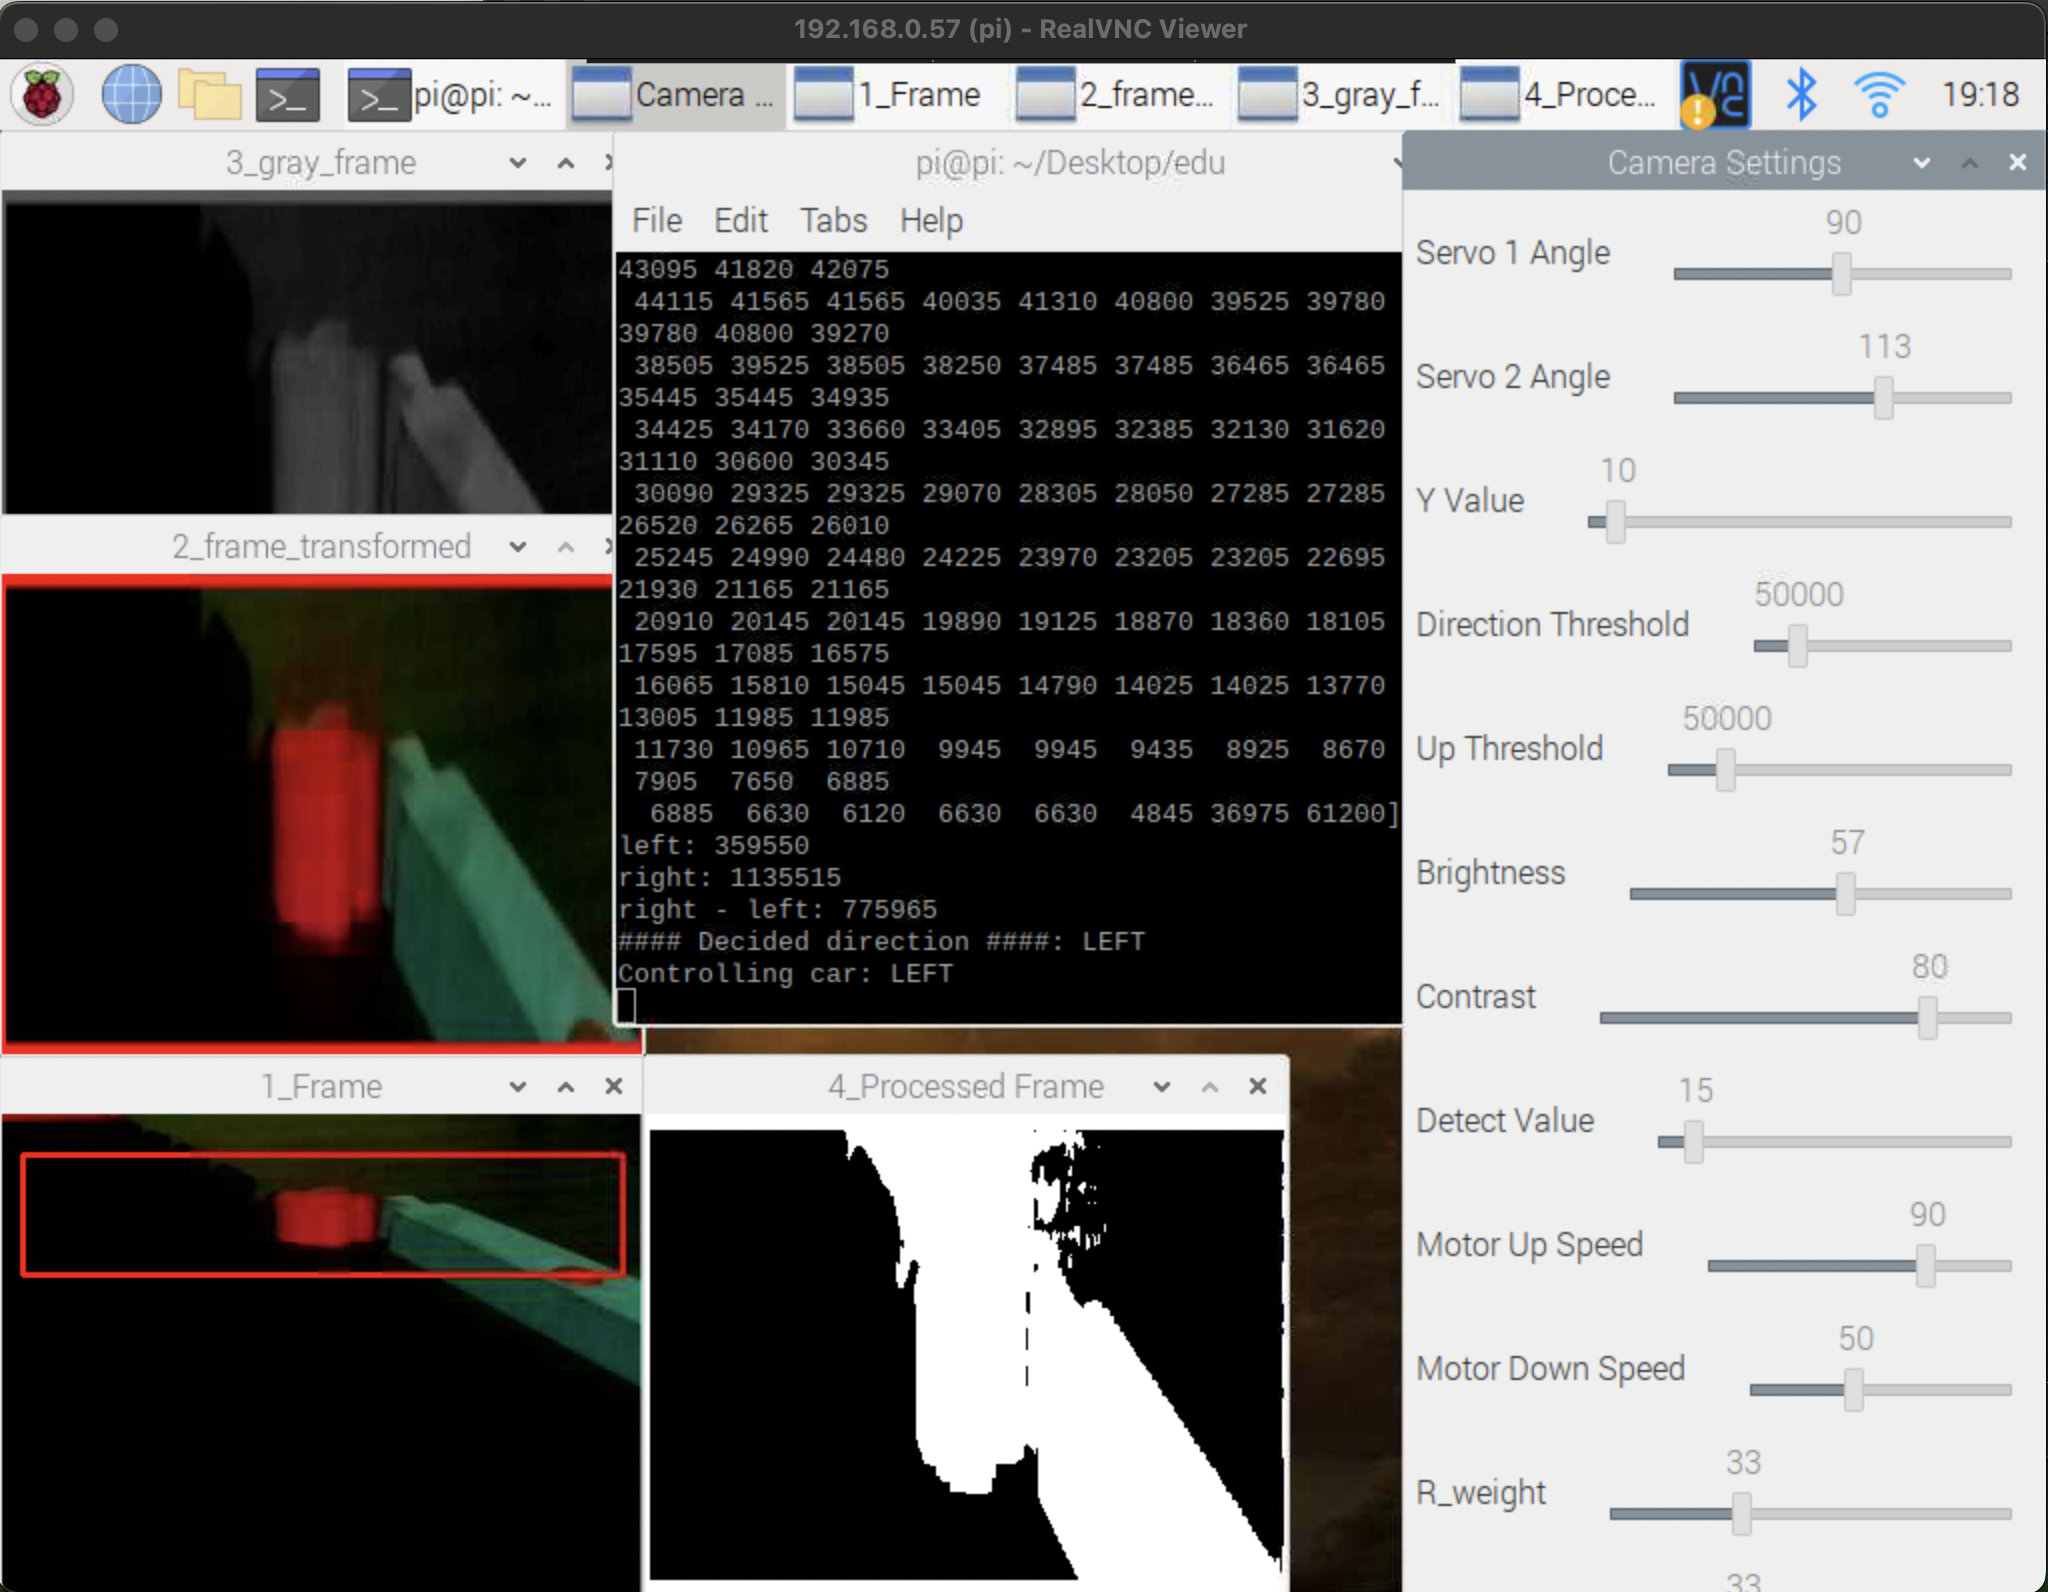 192.168.0.57 (pi) - RealVNC Viewer
pi@pi: ~... Camera ... 1_Frame 2_frame... 3_gray_f... 4_Proce... 19:18
3_gray_frame
pi@pi: ~/Desktop/edu
File Edit Tabs Help
43095 41820 42075
44115 41565 41565 40035 41310 40800 39525 39780
39780 40800 39270
38505 39525 38505 38250 37485 37485 36465 36465
35445 35445 34935
34425 34170 33660 33405 32895 32385 32130 31620
31110 30600 30345
30090 29325 29325 29070 28305 28050 27285 27285
26520 26265 26010
25245 24990 24480 24225 23970 23205 23205 22695
21930 21165 21165
20910 20145 20145 19890 19125 18870 18360 18105
17595 17085 16575
16065 15810 15045 15045 14790 14025 14025 13770
13005 11985 11985
11730 10965 10710 9945 9945 9435 8925 8670
7905 7650 6885
6885 6630 6120 6630 6630 4845 36975 61200]
left: 359550
right: 1135515
right - left: 775965
#### Decided direction ####: LEFT
Controlling car: LEFT
2_frame_transformed
1_Frame
4_Processed Frame
Camera Settings
90
Servo 1 Angle
113
Servo 2 Angle
10
Y Value
50000
Direction Threshold
50000
Up Threshold
57
Brightness
80
Contrast
15
Detect Value
90
Motor Up Speed
50
Motor Down Speed
33
R_weight
33